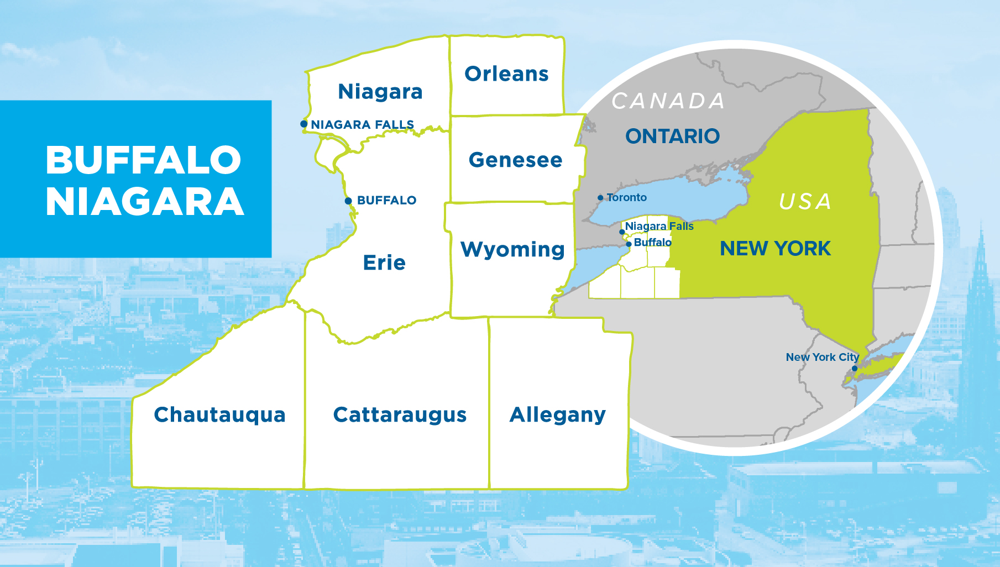 BUFFALO
NIAGARA
Niagara
NIAGARA FALLS
Orleans
Genesee
BUFFALO
Erie
Wyoming
Chautauqua
Cattaraugus
Allegany
CANADA
ONTARIO
Toronto
USA
Niagara Falls
Buffalo
NEW YORK
New York City